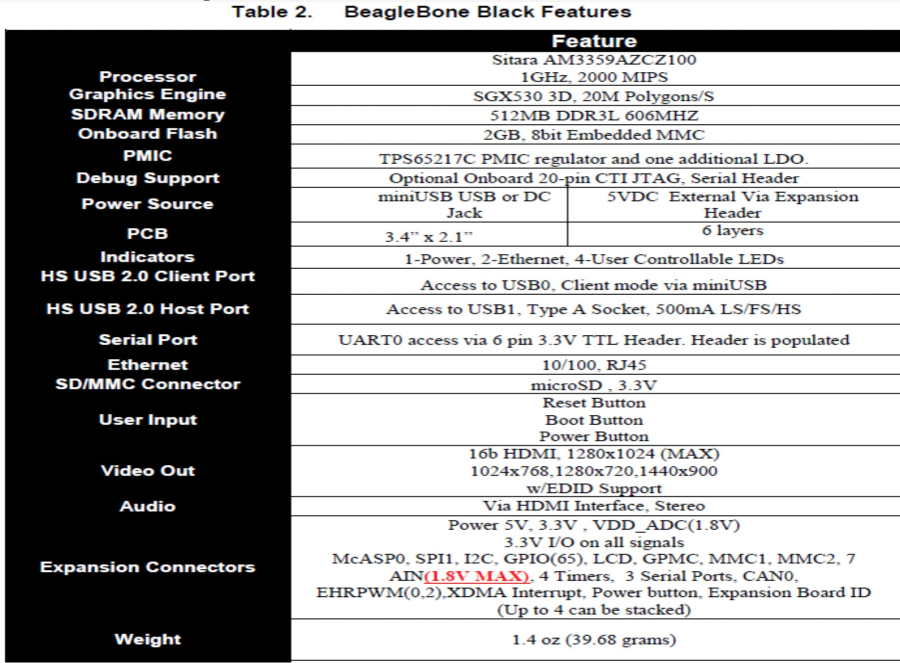 Table 2. BeagleBone Black Features
Feature
Processor
Sitara AM3359AZCZ100
1GHz, 2000 MIPS
Graphics Engine
SGX530 3D, 20M Polygons/S
SDRAM Memory
512MB DDR3L 606MHZ
Onboard Flash
2GB, 8bit Embedded MMC
PMIC
TPS65217C PMIC regulator and one additional LDO.
Debug Support
Optional Onboard 20-pin CTI JTAG, Serial Header
Power Source
miniUSB USB or DC
Jack
5VDC External Via Expansion
Header
PCB
3.4” x 2.1”
6 layers
Indicators
1-Power, 2-Ethernet, 4-User Controllable LEDs
HS USB 2.0 Client Port
Access to USB0, Client mode via miniUSB
HS USB 2.0 Host Port
Access to USB1, Type A Socket, 500mA LS/FS/HS
Serial Port
UART0 access via 6 pin 3.3V TTL Header. Header is populated
Ethernet
10/100, RJ45
SD/MMC Connector
microSD , 3.3V
User Input
Reset Button
Boot Button
Power Button
Video Out
16b HDMI, 1280x1024 (MAX)
1024x768,1280x720,1440x900
w/EDID Support
Audio
Via HDMI Interface, Stereo
Expansion Connectors
Power 5V, 3.3V , VDD_ADC(1.8V)
3.3V I/O on all signals
McASP0, SPI1, I2C, GPIO(65), LCD, GPMC, MMC1, MMC2, 7
AIN(1.8V MAX), 4 Timers, 3 Serial Ports, CAN0,
EHRPWM(0,2),XDMA Interrupt, Power button, Expansion Board ID
(Up to 4 can be stacked)
Weight
1.4 oz (39.68 grams)